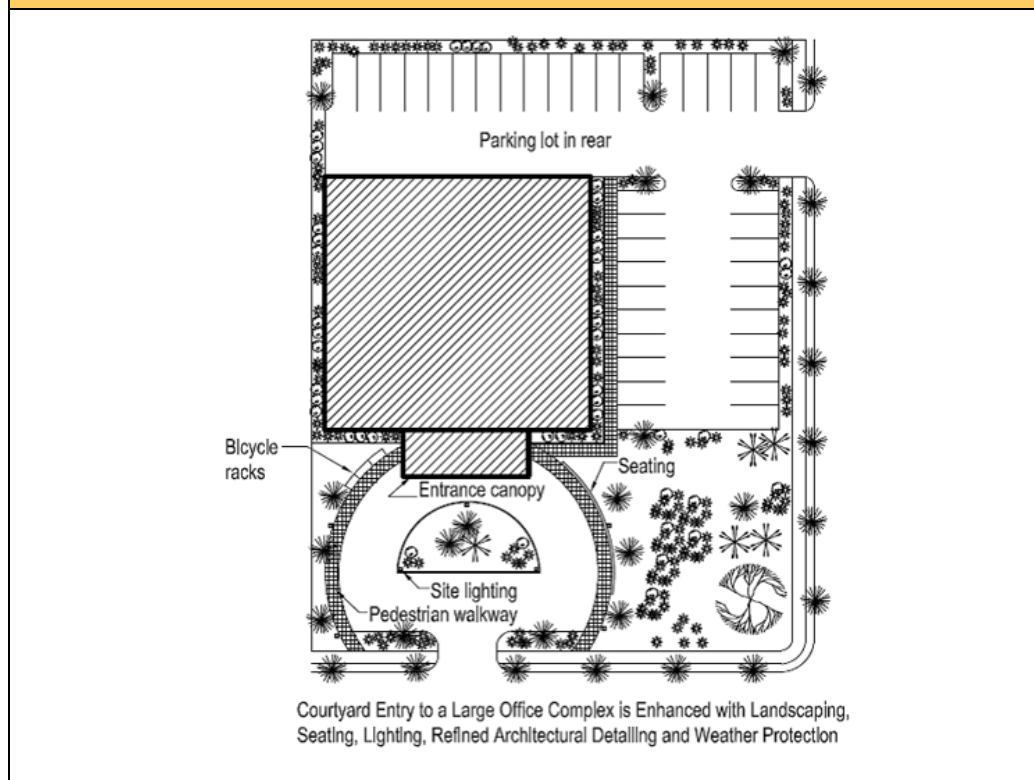 Parking lot in rear
Bicycle
racks
Seating
Entrance canopy
Site lighting
Pedestrian walkway
Courtyard Entry to a Large Office Complex is Enhanced with Landscaping,
Seating, Lighting, Refined Architectural Detailing and Weather Protection